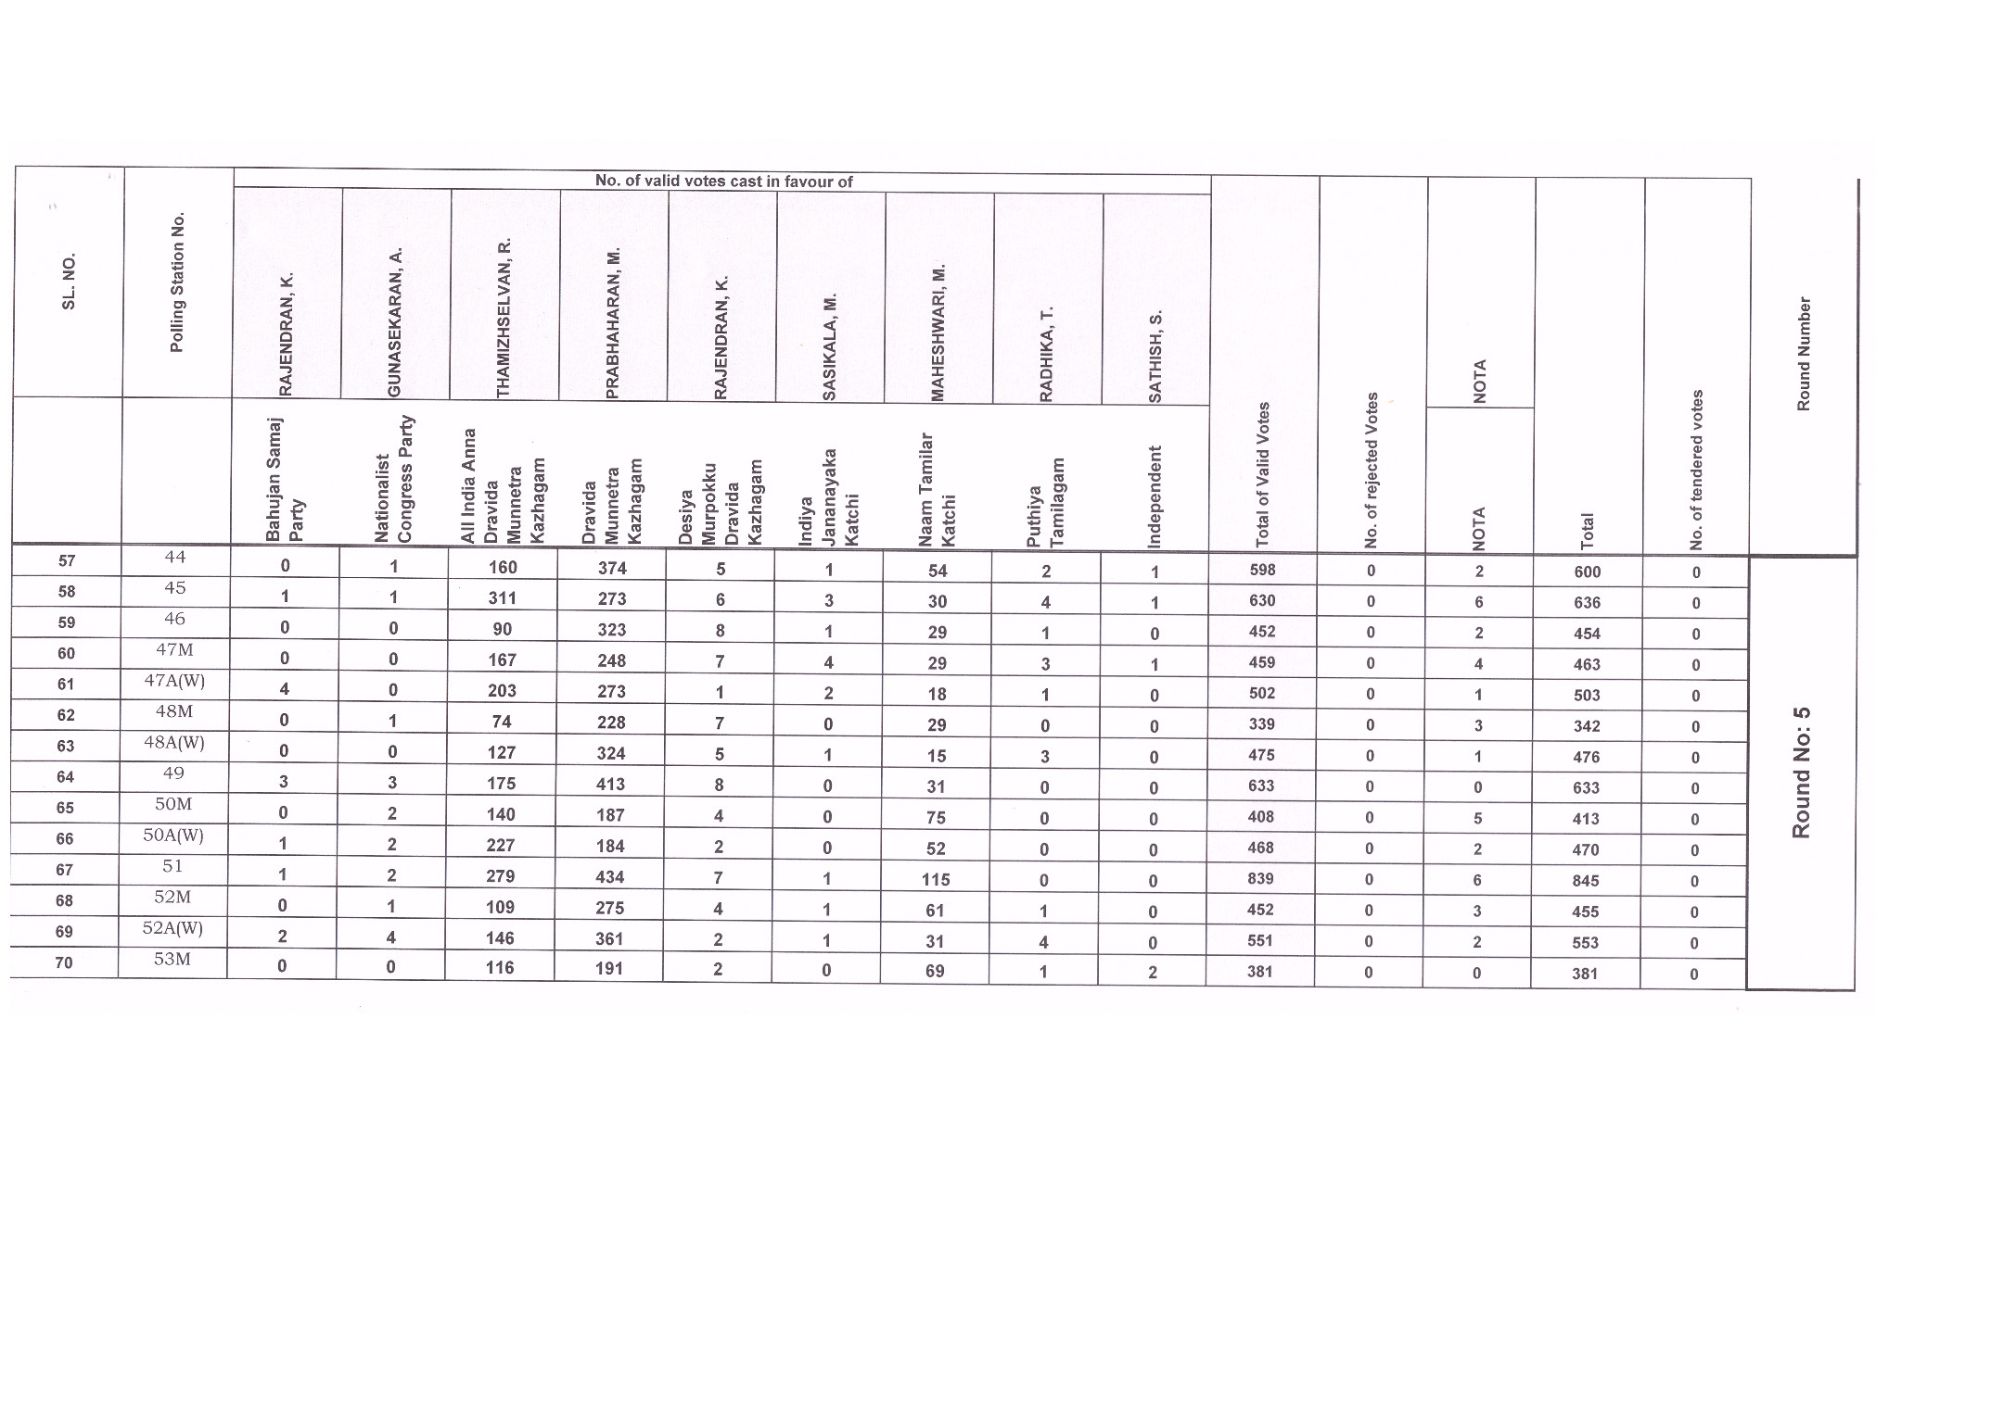 No. of valid votes cast in favour of
SL. NO.
Polling Station No.
RAJENDRAN, K.
GUNASEKARAN, A.
THAMIZHSELVAN, R.
PRABHAHARAN, M.
RAJENDRAN, K.
SASIKALA, M.
MAHESHWARI, M.
RADHIKA, T.
SATHISH, S.
Total of Valid Votes
No. of rejected Votes
NOTA
Total
No. of tendered votes
Round Number
Bahujan Samaj
Party
Nationalist
Congress Party
All India Anna
Dravida
Munnetra
Kazhagam
Dravida
Munnetra
Kazhagam
Desiya
Murpokku
Dravida
Kazhagam
Indiya
Jananayaka
Katchi
Naam Tamilar
Katchi
Puthiya
Tamilagam
Independent
NOTA
57 44 0 1 160 374 5 1 54 2 1 598 0 2 600 0
58 45 1 1 311 273 6 3 30 4 1 630 0 6 636 0
59 46 0 0 90 323 8 1 29 1 0 452 0 2 454 0
60 47M 0 0 167 248 7 4 29 3 1 459 0 4 463 0
61 47A(W) 4 0 203 273 1 2 18 1 0 502 0 1 503 0
62 48M 0 1 74 228 7 0 29 0 0 339 0 3 342 0
63 48A(W) 0 0 127 324 5 1 15 3 0 475 0 1 476 0
64 49 3 3 175 413 8 0 31 0 0 633 0 0 633 0
65 50M 0 2 140 187 4 0 75 0 0 408 0 5 413 0
66 50A(W) 1 2 227 184 2 0 52 0 0 468 0 2 470 0
67 51 1 2 279 434 7 1 115 0 0 839 0 6 845 0
68 52M 0 1 109 275 4 1 61 1 0 452 0 3 455 0
69 52A(W) 2 4 146 361 2 1 31 4 0 551 0 2 553 0
70 53M 0 0 116 191 2 0 69 1 2 381 0 0 381 0
Round No: 5